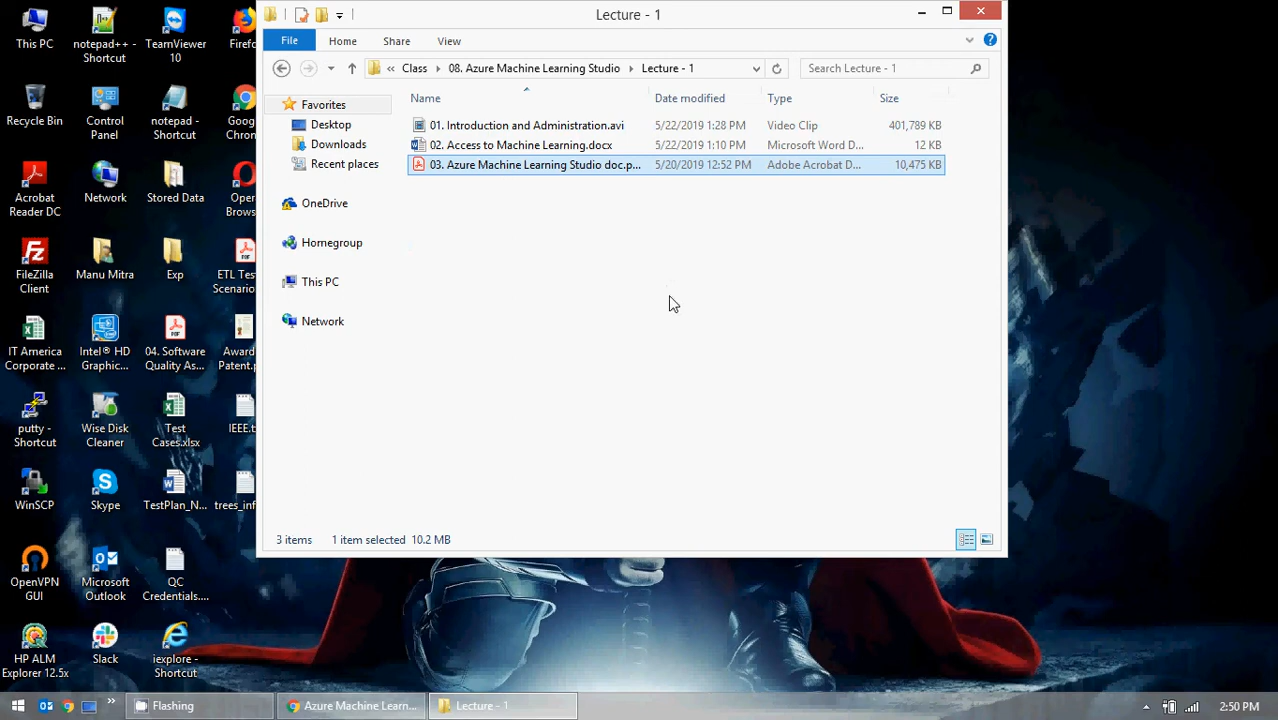 Lecture - 1
File
Home
Share
View
« Class
08. Azure Machine Learning Studio
Lecture - 1
Search Lecture - 1
Favorites
Desktop
Downloads
Recent places
OneDrive
Homegroup
This PC
Network
Name
Date modified
Type
Size
01. Introduction and Administration.avi 5/22/2019 1:28 PM Video Clip 401,789 KB
02. Access to Machine Learning.docx 5/22/2019 1:10 PM Microsoft Word D... 12 KB
03. Azure Machine Learning Studio doc.p... 5/20/2019 12:52 PM Adobe Acrobat D... 10,475 KB
3 items
1 item selected 10.2 MB
This PC
notepad++ -
Shortcut
TeamViewer
10
Firefo
Recycle Bin
Control
Panel
notepad -
Shortcut
Goog
Chro
Acrobat
Reader DC
Network
Stored Data
Oper
Brows
FileZilla
Client
Manu Mitra
Exp
ETL Tes
Scenario
IT America
Corporate ...
Intel® HD
Graphic...
04. Software
Quality As...
Award
Patent.p
putty -
Shortcut
Wise Disk
Cleaner
Test
Cases.xlsx
IEEE.t
WinSCP
Skype
TestPlan_N...
trees_inf
OpenVPN
GUI
Microsoft
Outlook
QC
Credentials....
HP ALM
Explorer 12.5x
Slack
iexplore -
Shortcut
Flashing
Azure Machine Learn...
Lecture - 1
2:50 PM